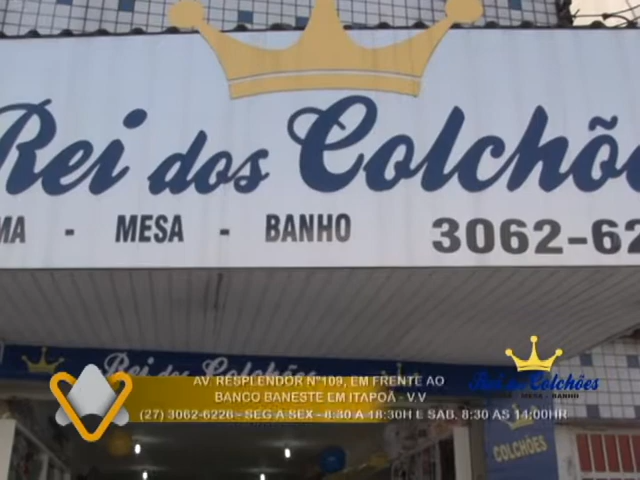 Rei dos Colchõe
MA - MESA - BANHO 3062-62
Rei dos Colchões
AV. RESPLENDOR N°109, EM FRENTE AO
BANCO BANESTE EM ITAPOÃ - V.V
(27) 3062-6226 - SEG A SEX - 8:30 A 18:30H E SAB. 8:30 AS 14:00HR
Rei dos Colchões
MESA - BANHO
COLCHÕES